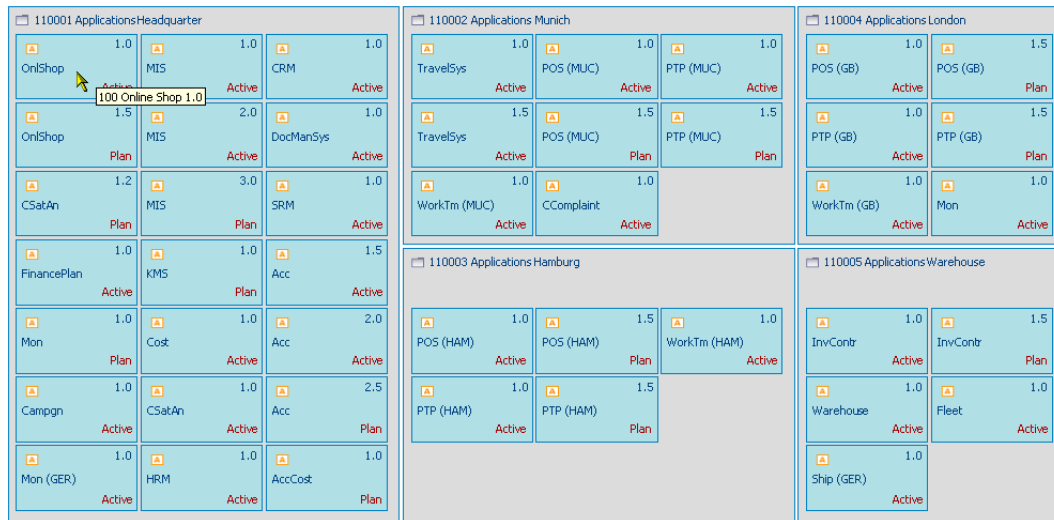 110001 ApplicationsHeadquarter
1.0
OnlShop
Active
1.0
MIS
Active
1.0
CRM
Active
100 Online Shop 1.0
1.5
OnlShop
Plan
2.0
MIS
Active
1.0
DocManSys
Active
1.2
CSatAn
Plan
3.0
MIS
Plan
1.0
SRM
Active
1.0
FinancePlan
Active
1.0
KMS
Plan
1.5
Acc
Active
1.0
Mon
Plan
1.0
Cost
Active
2.0
Acc
Active
1.0
Campgn
Active
1.0
CSatAn
Active
2.5
Acc
Plan
1.0
Mon (GER)
Active
1.0
HRM
Active
1.0
AccCost
Plan
110002 Applications Munich
1.0
TravelSys
Active
1.0
POS (MUC)
Active
1.0
PTP (MUC)
Active
1.5
TravelSys
Active
1.5
POS (MUC)
Plan
1.5
PTP (MUC)
Plan
1.0
WorkTm (MUC)
Active
1.0
CComplaint
Active
110003 Applications Hamburg
1.0
POS (HAM)
Active
1.5
POS (HAM)
Plan
1.0
WorkTm (HAM)
Active
1.0
PTP (HAM)
Active
1.5
PTP (HAM)
Plan
110004 Applications London
1.0
POS (GB)
Active
1.5
POS (GB)
Plan
1.0
PTP (GB)
Active
1.5
PTP (GB)
Plan
1.0
WorkTm (GB)
Active
1.0
Mon
Active
110005 ApplicationsWarehouse
1.0
InvContr
Active
1.5
InvContr
Plan
1.0
Warehouse
Active
1.0
Fleet
Active
1.0
Ship (GER)
Active